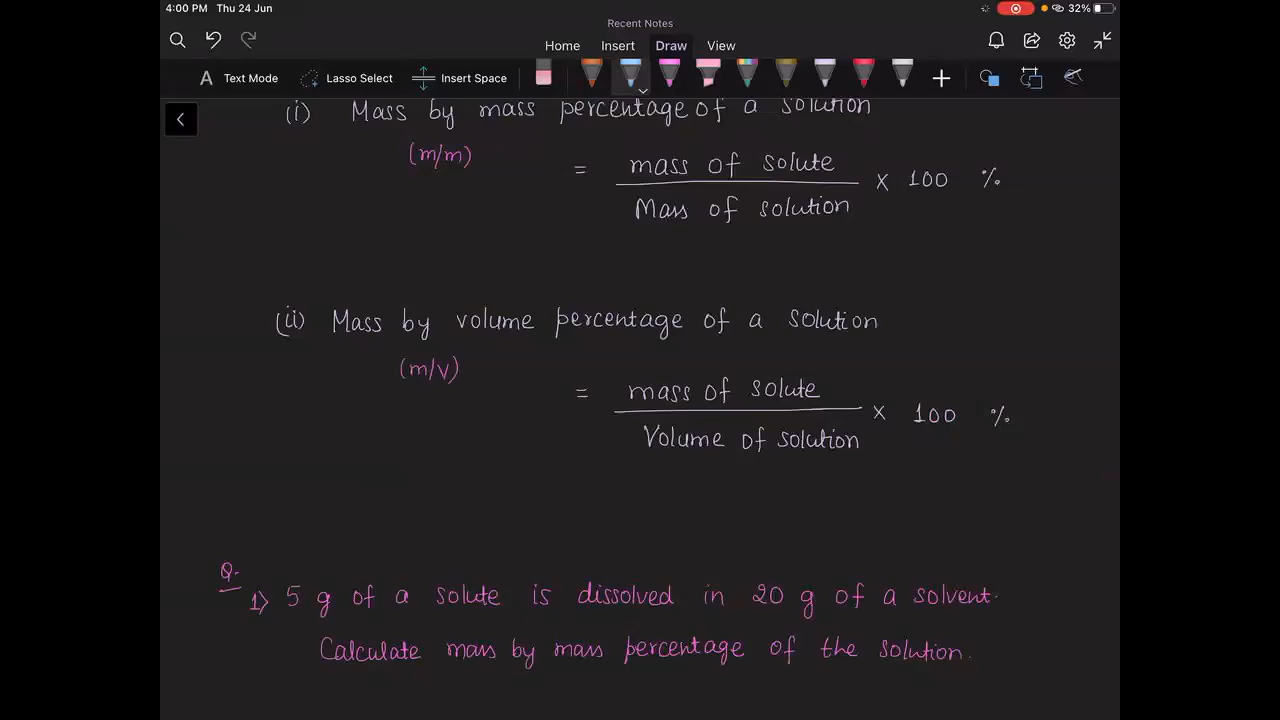 4:00 PM Thu 24 Jun
32%
Recent Notes
Home Insert Draw View
A Text Mode Lasso Select Insert Space
(i) Mass by mass percentage of a solution
(m/m)
= mass of solute
Mass of solution
× 100 %
(ii) Mass by volume percentage of a solution
(m/v)
= mass of solute
Volume of solution
× 100 %
Q.
1) 5 g of a solute is dissolved in 20 g of a solvent.
Calculate mass by mass percentage of the solution.